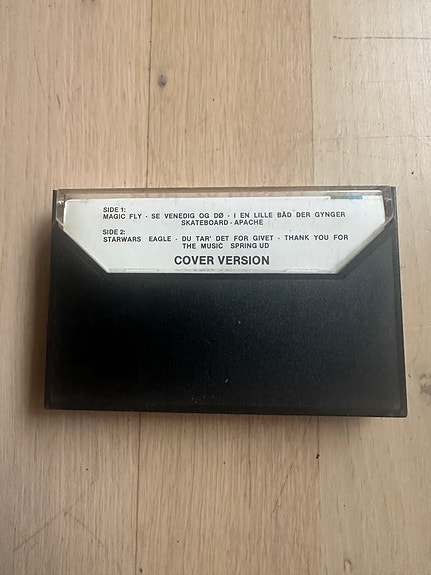 SIDE 1:
MAGIC FLY - SE VENEDIG OG DØ - I EN LILLE BÅD DER GYNGER
SKATEBOARD - APACHE
SIDE 2:
STARWARS EAGLE - DU TAR' DET FOR GIVET - THANK YOU FOR
THE MUSIC SPRING UD
COVER VERSION